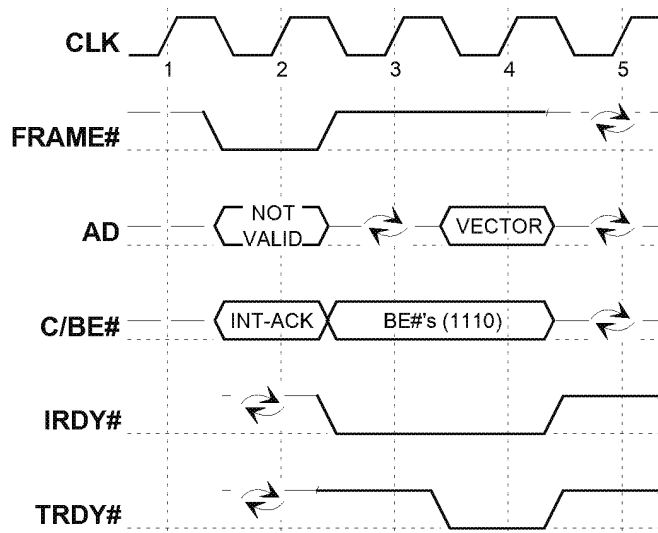 CLK
1 2 3 4 5
FRAME#
AD
NOT
VALID
VECTOR
C/BE#
INT-ACK
BE#'s (1110)
IRDY#
TRDY#